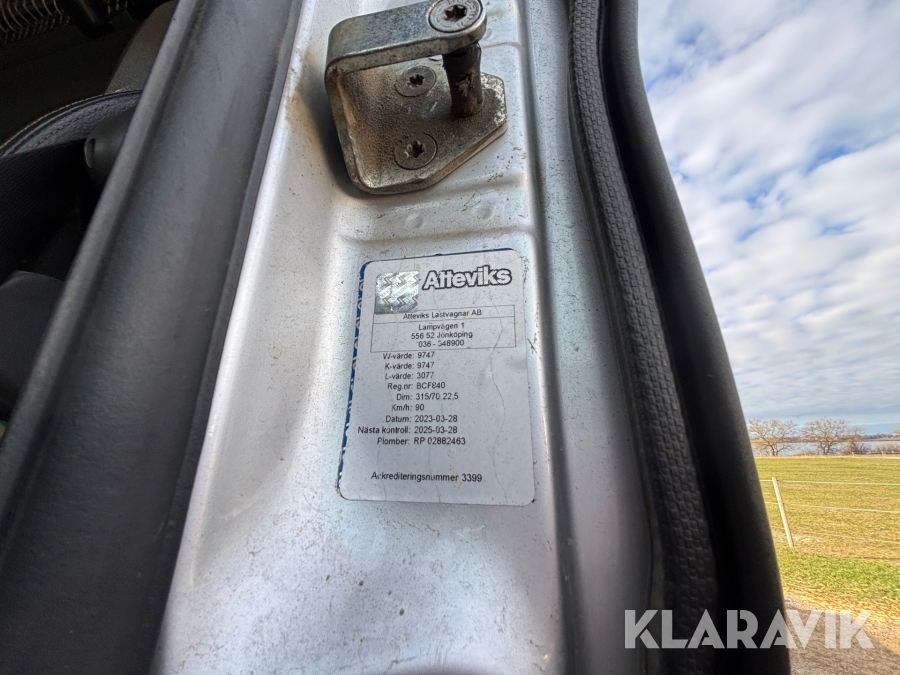 Atteviks
Atteviks Lastvagnar AB
Lampvägen 1
556 52 Jönköping
036 - 348900
W-värde: 9747
K-värde: 9747
L-värde: 3077
Reg.nr: BCF840
Dim: 315/70 22,5
Km/h: 90
Datum: 2023-03-28
Nästa kontroll: 2025-03-28
Plomber: RP 02882463
Ackrediteringsnummer 3399
KLARAVIK